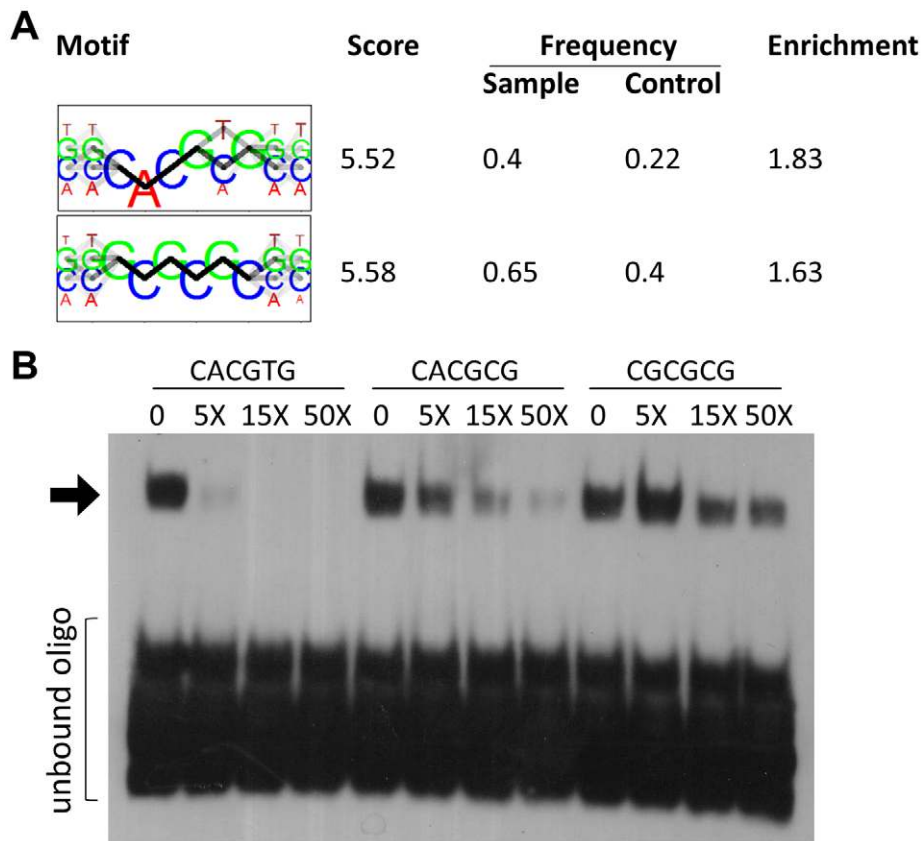 A
Motif Score Frequency Enrichment
Sample Control
T T T T T
G G C C G G G G
C C A C C C C
A A A A A
5.52 0.4 0.22 1.83
T T T T
G G G G G G G
C C C C C C C
A A A A
5.58 0.65 0.4 1.63
B
CACGTG CACGCG CGCGCG
0 5X 15X 50X 0 5X 15X 50X 0 5X 15X 50X
unbound oligo